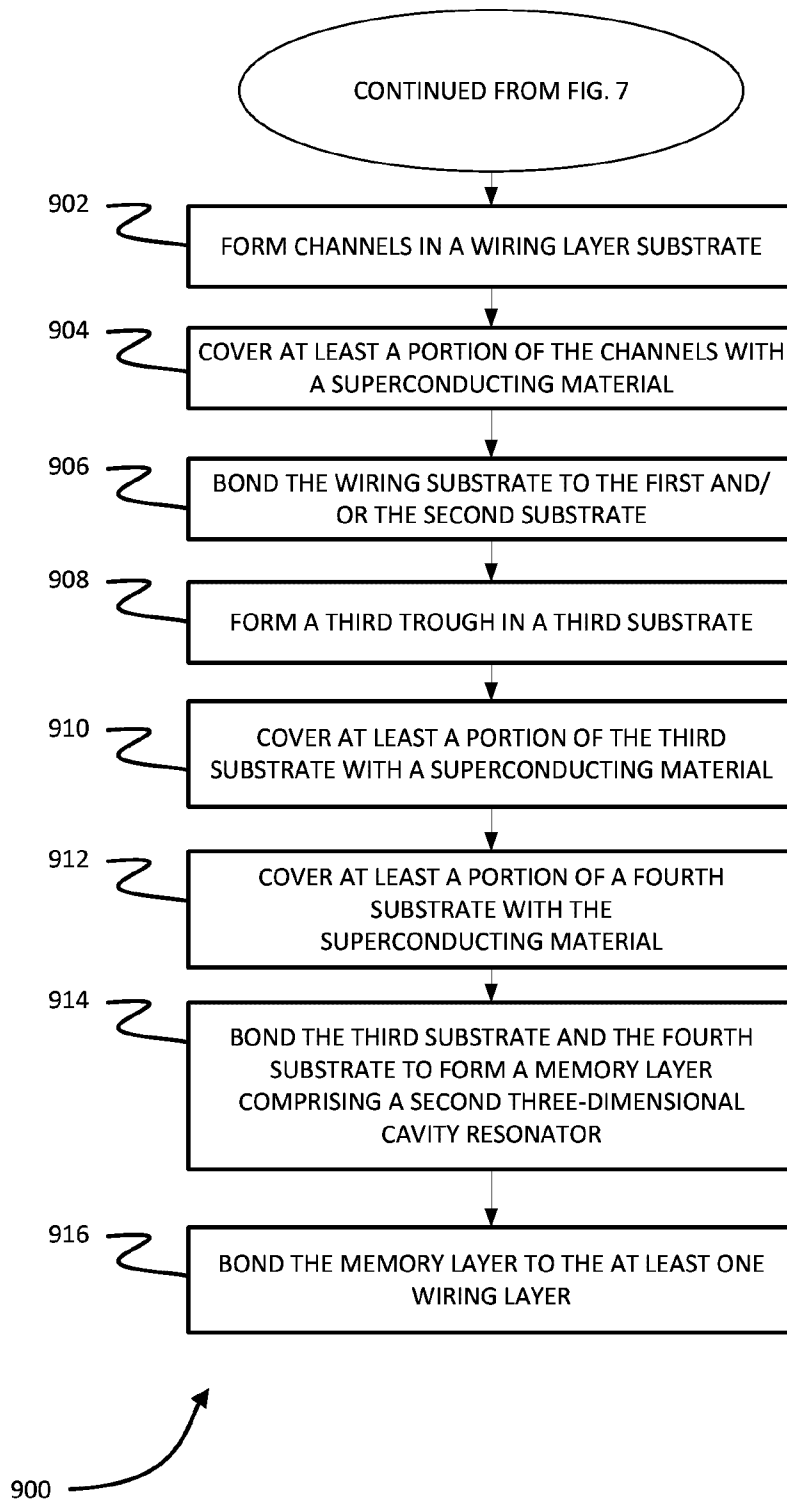 CONTINUED FROM FIG. 7
902
FORM CHANNELS IN A WIRING LAYER SUBSTRATE
904
COVER AT LEAST A PORTION OF THE CHANNELS WITH
A SUPERCONDUCTING MATERIAL
906
BOND THE WIRING SUBSTRATE TO THE FIRST AND/
OR THE SECOND SUBSTRATE
908
FORM A THIRD TROUGH IN A THIRD SUBSTRATE
910
COVER AT LEAST A PORTION OF THE THIRD
SUBSTRATE WITH A SUPERCONDUCTING MATERIAL
912
COVER AT LEAST A PORTION OF A FOURTH
SUBSTRATE WITH THE
SUPERCONDUCTING MATERIAL
914
BOND THE THIRD SUBSTRATE AND THE FOURTH
SUBSTRATE TO FORM A MEMORY LAYER
COMPRISING A SECOND THREE-DIMENSIONAL
CAVITY RESONATOR
916
BOND THE MEMORY LAYER TO THE AT LEAST ONE
WIRING LAYER
900